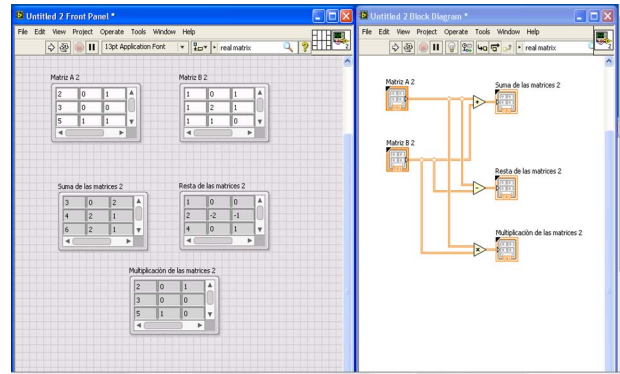 Untitled 2 Front Panel *
File Edit View Project Operate Tools Window Help
13pt Application Font real matrix
2
Matriz A 2
2 0 1
3 0 0
5 1 1
Matriz B 2
1 0 1
1 2 1
1 1 0
Suma de las matrices 2
3 0 2
4 2 1
6 2 1
Resta de las matrices 2
1 0 0
2 -2 -1
4 0 1
Multiplicaciòn de las matrices 2
2 0 1
3 0 0
5 1 0
Untitled 2 Block Diagram *
File Edit View Project Operate Tools Window Help
real matrix
2
Matriz A 2
Matriz B 2
Suma de las matrices 2
Resta de las matrices 2
Multiplicaciòn de las matrices 2